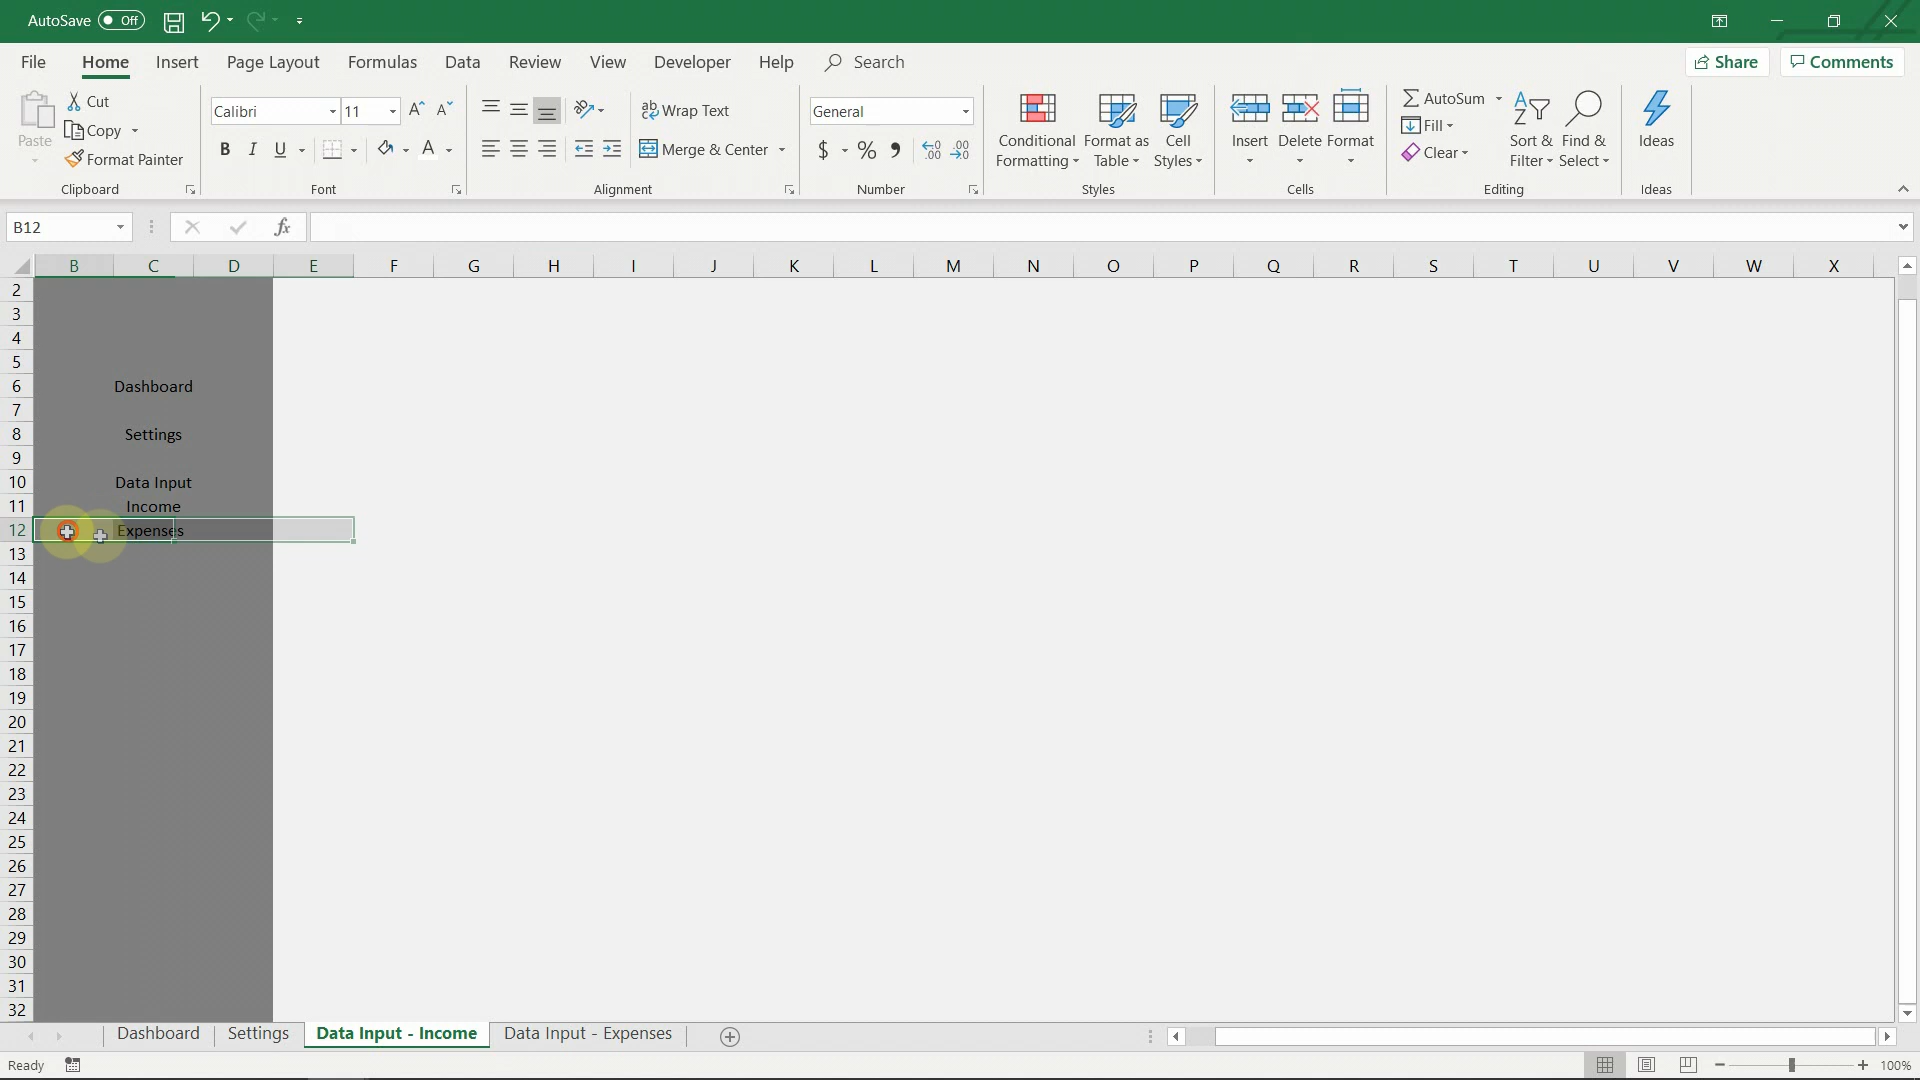 AutoSave Off
File Home Insert Page Layout Formulas Data Review View Developer Help Search Share Comments
Paste
Cut
Copy
Format Painter
Clipboard
Calibri 11
B I U A
Font
Wrap Text
Merge & Center
Alignment
General
$ % 9
Number
Conditional Formatting
Format as Table
Cell Styles
Styles
Insert
Delete
Format
Cells
AutoSum
Fill
Clear
Sort & Filter
Find & Select
Editing
Ideas
Ideas
B12 fx
B C D E F G H I J K L M N O P Q R S T U V W X
2
3
4
5
6 Dashboard
7
8 Settings
9
10 Data Input
11 Income
12 Expenses
13
14
15
16
17
18
19
20
21
22
23
24
25
26
27
28
29
30
31
32
Dashboard Settings Data Input - Income Data Input - Expenses
Ready 100%